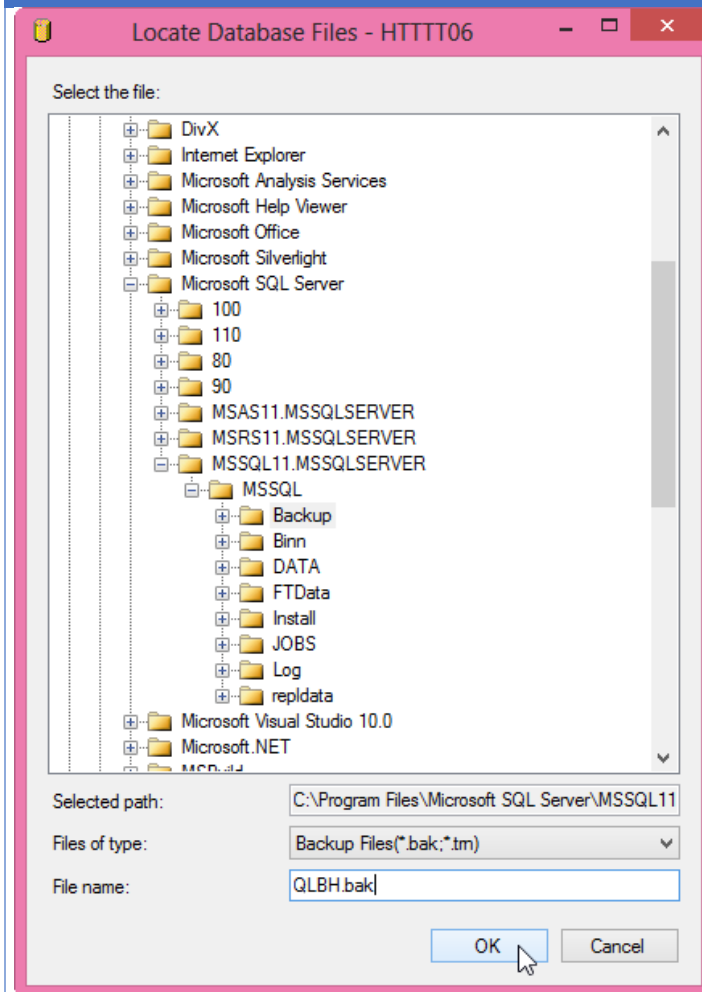 Locate Database Files - HTTTT06
Select the file:
DivX
Internet Explorer
Microsoft Analysis Services
Microsoft Help Viewer
Microsoft Office
Microsoft Silverlight
Microsoft SQL Server
100
110
80
90
MSAS11.MSSQLSERVER
MSRS11.MSSQLSERVER
MSSQL11.MSSQLSERVER
MSSQL
Backup
Binn
DATA
FTData
Install
JOBS
Log
repldata
Microsoft Visual Studio 10.0
Microsoft.NET
MSBuild
Selected path: C:\Program Files\Microsoft SQL Server\MSSQL11
Files of type: Backup Files(*.bak;*.trn)
File name: QLBH.bak
OK Cancel